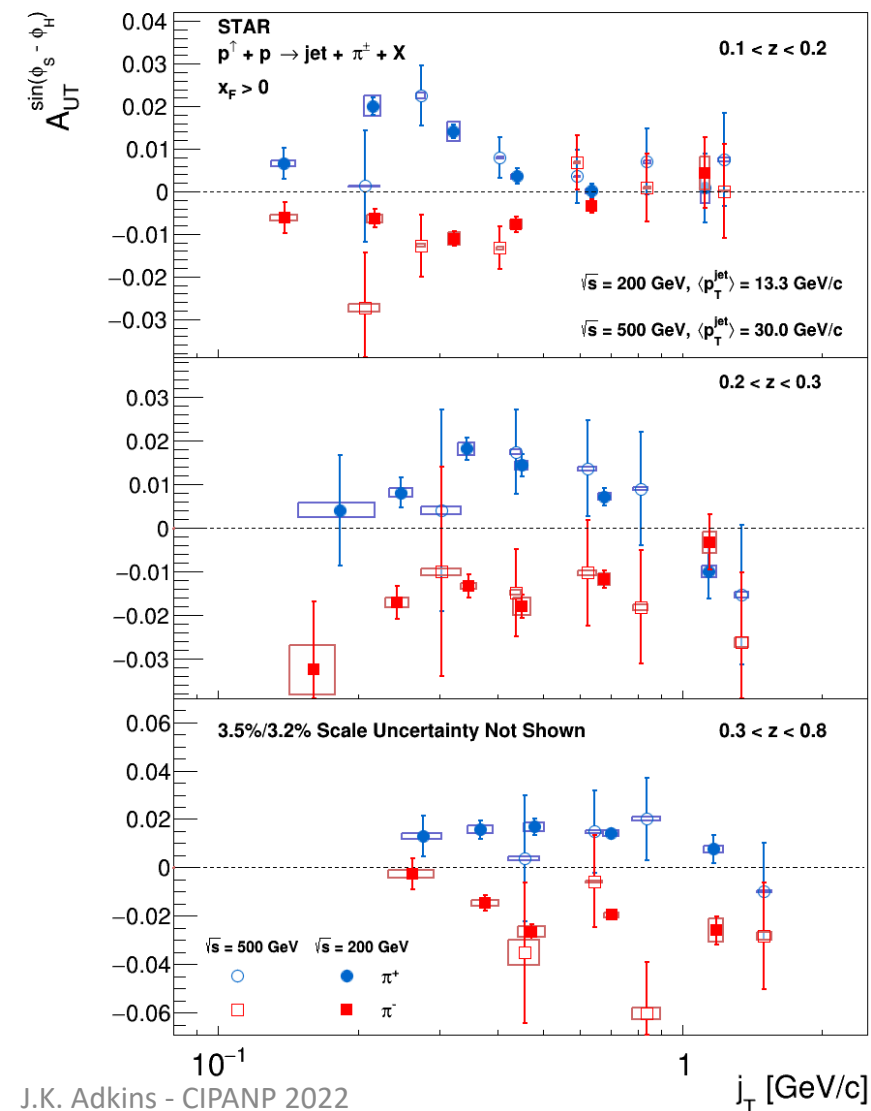 A_UT^sin(ϕ_S - ϕ_H)
STAR
p^↑ + p → jet + π^± + X
x_F > 0
0.1 < z < 0.2
0.04
0.03
0.02
0.01
0
−0.01
−0.02
−0.03
√s = 200 GeV, ⟨p_T^jet⟩ = 13.3 GeV/c
√s = 500 GeV, ⟨p_T^jet⟩ = 30.0 GeV/c
0.2 < z < 0.3
0.03
0.02
0.01
0
−0.01
−0.02
−0.03
3.5%/3.2% Scale Uncertainty Not Shown
0.3 < z < 0.8
0.06
0.04
0.02
0
−0.02
−0.04
−0.06
√s = 500 GeV √s = 200 GeV
π^+
π^-
10^−1
1
j_T [GeV/c]
J.K. Adkins - CIPANP 2022